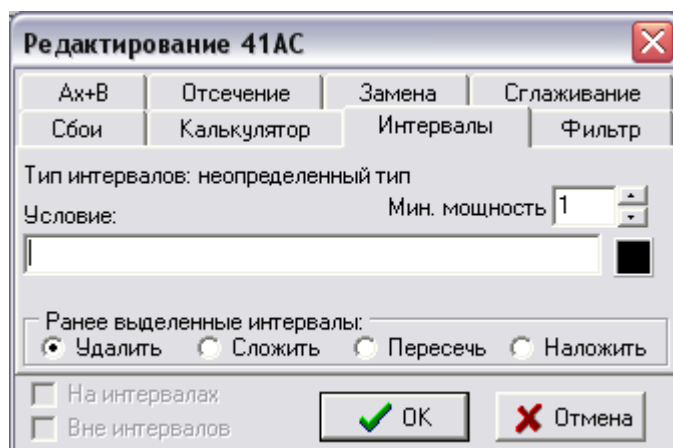 Редактирование 41АС
Ах+В Отсечение Замена Сглаживание
Сбои Калькулятор Интервалы Фильтр
Тип интервалов: неопределенный тип
Условие: Мин. мощность 1
Ранее выделенные интервалы:
Удалить Сложить Пересечь Наложить
На интервалах
Вне интервалов
OK Отмена